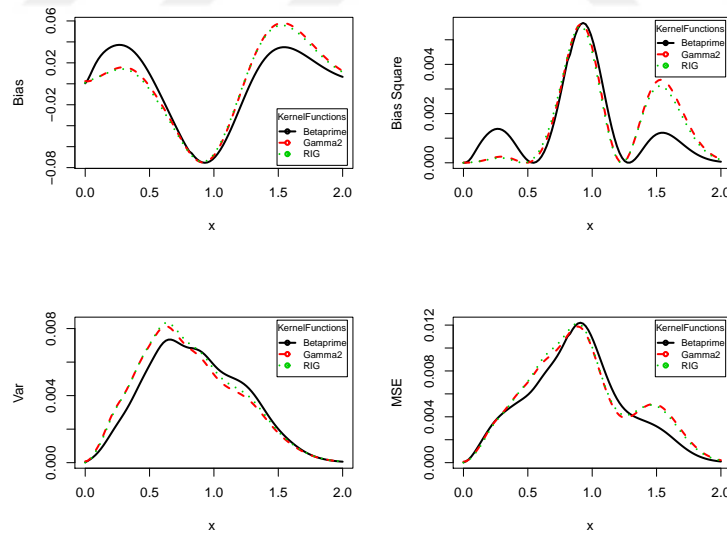 Bias
0.06
0.02
−0.02
−0.08
KernelFunctions
Betaprime
Gamma2
RIG
0.0 0.5 1.0 1.5 2.0
x
Bias Square
0.004
0.002
0.000
KernelFunctions
Betaprime
Gamma2
RIG
0.0 0.5 1.0 1.5 2.0
x
Var
0.008
0.004
0.000
KernelFunctions
Betaprime
Gamma2
RIG
0.0 0.5 1.0 1.5 2.0
x
MSE
0.012
0.008
0.004
0.000
KernelFunctions
Betaprime
Gamma2
RIG
0.0 0.5 1.0 1.5 2.0
x